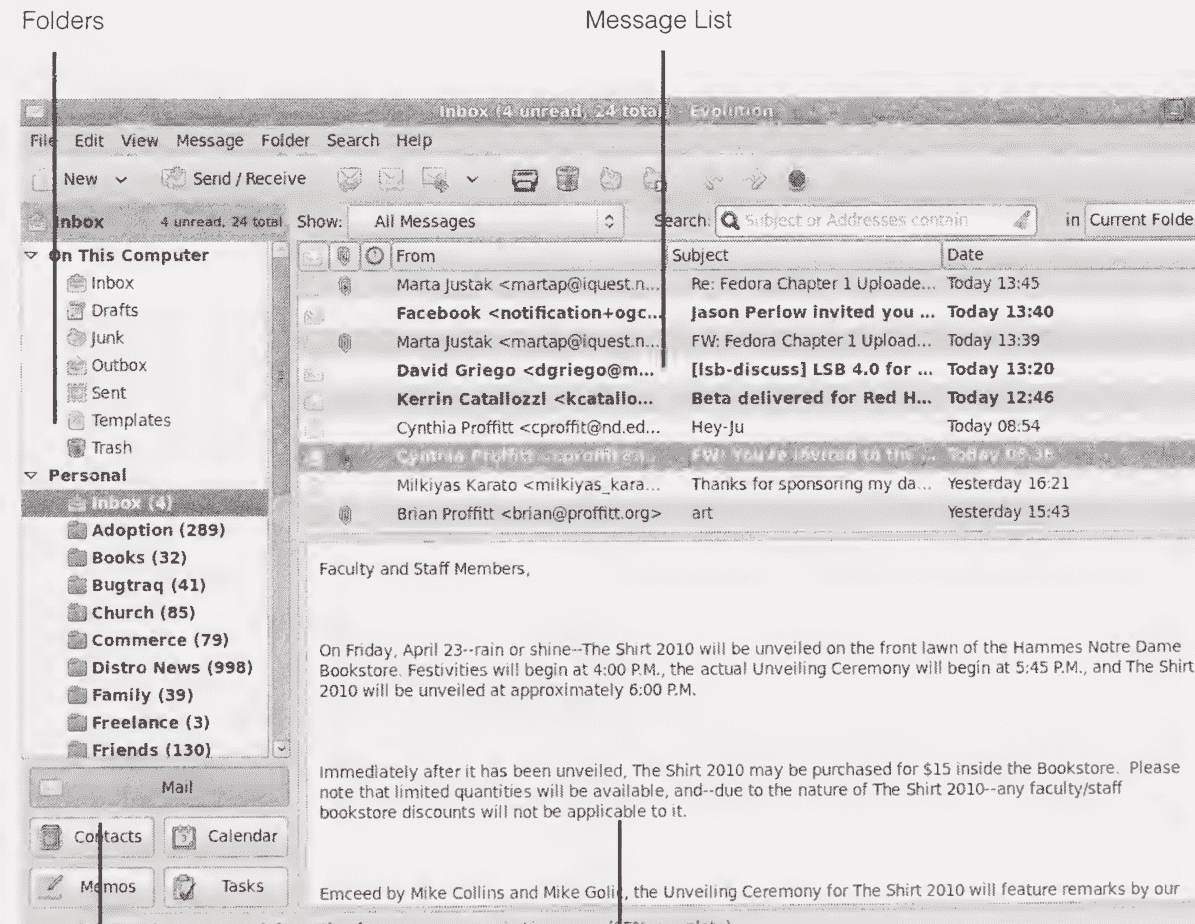 Folders
Message List
Inbox (4 unread, 24 total) - Evolution
File Edit View Message Folder Search Help
New Send / Receive
Inbox 4 unread, 24 total Show: All Messages Search: Subject or Addresses contain in Current Folde
On This Computer
Inbox
Drafts
Junk
Outbox
Sent
Templates
Trash
Personal
Inbox (4)
Adoption (289)
Books (32)
Bugtraq (41)
Church (85)
Commerce (79)
Distro News (998)
Family (39)
Freelance (3)
Friends (130)
Mail
Contacts Calendar
Memos Tasks
From Subject Date
Marta Justak <martap@iquest.n... Re: Fedora Chapter 1 Uploade... Today 13:45
Facebook <notification+ogc... Jason Perlow invited you ... Today 13:40
Marta Justak <martap@iquest.n... FW: Fedora Chapter 1 Upload... Today 13:39
David Griego <dgriego@m... [lsb-discuss] LSB 4.0 for ... Today 13:20
Kerrin Catallozzi <kcatallo... Beta delivered for Red H... Today 12:46
Cynthia Proffitt <cproffit@nd.ed... Hey-Ju Today 08:54
Cynthia Proffitt FW: You're invited to the ... Today
Milkiyas Karato <milkiyas_kara... Thanks for sponsoring my da... Yesterday 16:21
Brian Proffitt <brian@proffitt.org> art Yesterday 15:43
Faculty and Staff Members,
On Friday, April 23--rain or shine--The Shirt 2010 will be unveiled on the front lawn of the Hammes Notre Dame
Bookstore. Festivities will begin at 4:00 P.M., the actual Unveiling Ceremony will begin at 5:45 P.M., and The Shirt
2010 will be unveiled at approximately 6:00 P.M.
Immediately after it has been unveiled, The Shirt 2010 may be purchased for $15 inside the Bookstore. Please
note that limited quantities will be available, and--due to the nature of The Shirt 2010--any faculty/staff
bookstore discounts will not be applicable to it.
Emceed by Mike Collins and Mike Golic, the Unveiling Ceremony for The Shirt 2010 will feature remarks by our